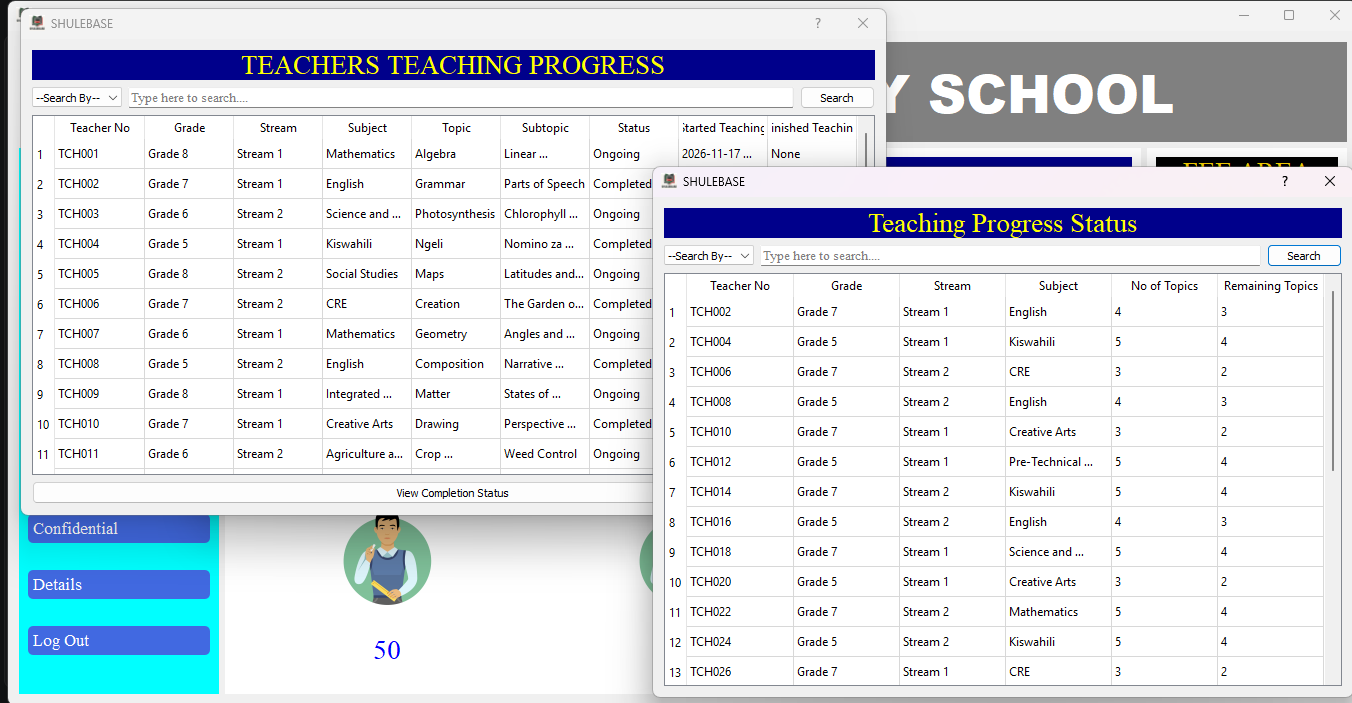 SHULEBASE
TEACHERS TEACHING PROGRESS
--Search By-- Type here to search.... Search
Teacher No Grade Stream Subject Topic Subtopic Status Started Teaching inished Teachin
1 TCH001 Grade 8 Stream 1 Mathematics Algebra Linear ... Ongoing 2026-11-17 ... None
2 TCH002 Grade 7 Stream 1 English Grammar Parts of Speech Completed
3 TCH003 Grade 6 Stream 2 Science and ... Photosynthesis Chlorophyll ... Ongoing
4 TCH004 Grade 5 Stream 1 Kiswahili Ngeli Nomino za ... Completed
5 TCH005 Grade 8 Stream 2 Social Studies Maps Latitudes and... Ongoing
6 TCH006 Grade 7 Stream 2 CRE Creation The Garden o... Completed
7 TCH007 Grade 6 Stream 1 Mathematics Geometry Angles and ... Ongoing
8 TCH008 Grade 5 Stream 2 English Composition Narrative ... Completed
9 TCH009 Grade 8 Stream 1 Integrated ... Matter States of ... Ongoing
10 TCH010 Grade 7 Stream 1 Creative Arts Drawing Perspective ... Completed
11 TCH011 Grade 6 Stream 2 Agriculture a... Crop ... Weed Control Ongoing
View Completion Status
Y SCHOOL
FEE AREA
SHULEBASE
Teaching Progress Status
--Search By-- Type here to search.... Search
Teacher No Grade Stream Subject No of Topics Remaining Topics
1 TCH002 Grade 7 Stream 1 English 4 3
2 TCH004 Grade 5 Stream 1 Kiswahili 5 4
3 TCH006 Grade 7 Stream 2 CRE 3 2
4 TCH008 Grade 5 Stream 2 English 4 3
5 TCH010 Grade 7 Stream 1 Creative Arts 3 2
6 TCH012 Grade 5 Stream 1 Pre-Technical ... 5 4
7 TCH014 Grade 7 Stream 2 Kiswahili 5 4
8 TCH016 Grade 5 Stream 2 English 4 3
9 TCH018 Grade 7 Stream 1 Science and ... 5 4
10 TCH020 Grade 5 Stream 1 Creative Arts 3 2
11 TCH022 Grade 7 Stream 2 Mathematics 5 4
12 TCH024 Grade 5 Stream 2 Kiswahili 5 4
13 TCH026 Grade 7 Stream 1 CRE 3 2
Confidential
Details
Log Out
50